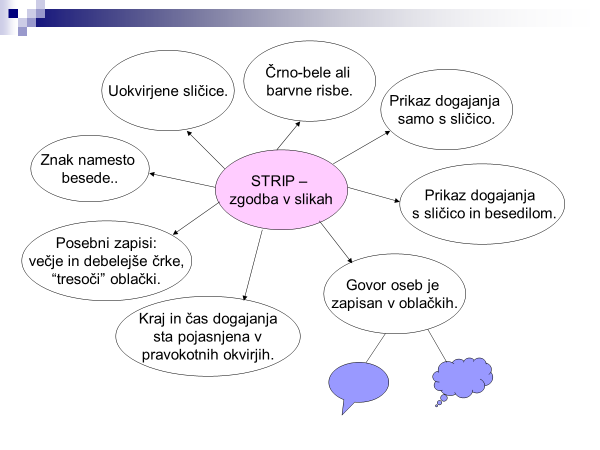 Črno-bele ali
barvne risbe.
Uokvirjene sličice.
Prikaz dogajanja
samo s sličico.
Znak namesto
besede..
STRIP –
zgodba v slikah
Prikaz dogajanja
s sličico in besedilom.
Posebni zapisi:
večje in debelejše črke,
“tresoči” oblački.
Govor oseb je
zapisan v oblačkih.
Kraj in čas dogajanja
sta pojasnjena v
pravokotnih okvirjih.